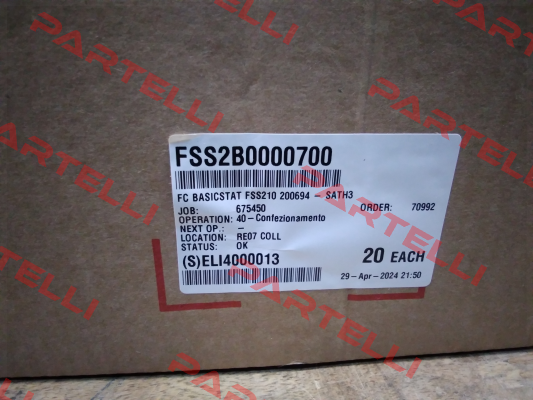 PARTELLI
PARTELLI
PARTELLI
FSS2B0000700
FC BASICSTAT FSS210 200694 - SATH3
JOB: 675450 ORDER: 70992
OPERATION: 40-Confezionamento
NEXT OP.: -
LOCATION: RE07 COLL
STATUS: OK
(S)ELI4000013 20 EACH
29-Apr-2024 21:50
PARTELLI
PARTELLI
PARTELLI